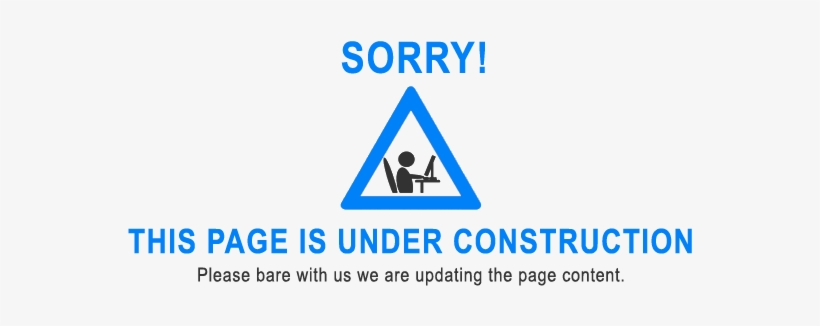 SORRY!
THIS PAGE IS UNDER CONSTRUCTION
Please bare with us we are updating the page content.